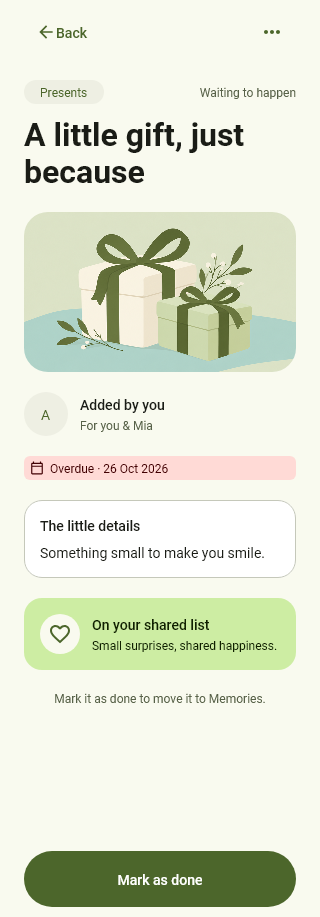 Back
Presents
Waiting to happen
A little gift, just
because
A
Added by you
For you & Mia
Overdue · 26 Oct 2026
The little details
Something small to make you smile.
On your shared list
Small surprises, shared happiness.
Mark it as done to move it to Memories.
Mark as done